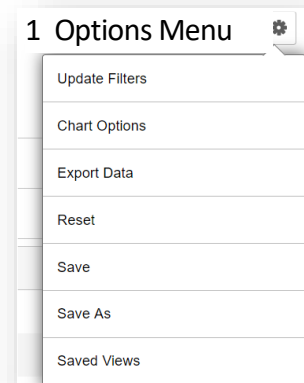 1 Options Menu
Update Filters
Chart Options
Export Data
Reset
Save
Save As
Saved Views